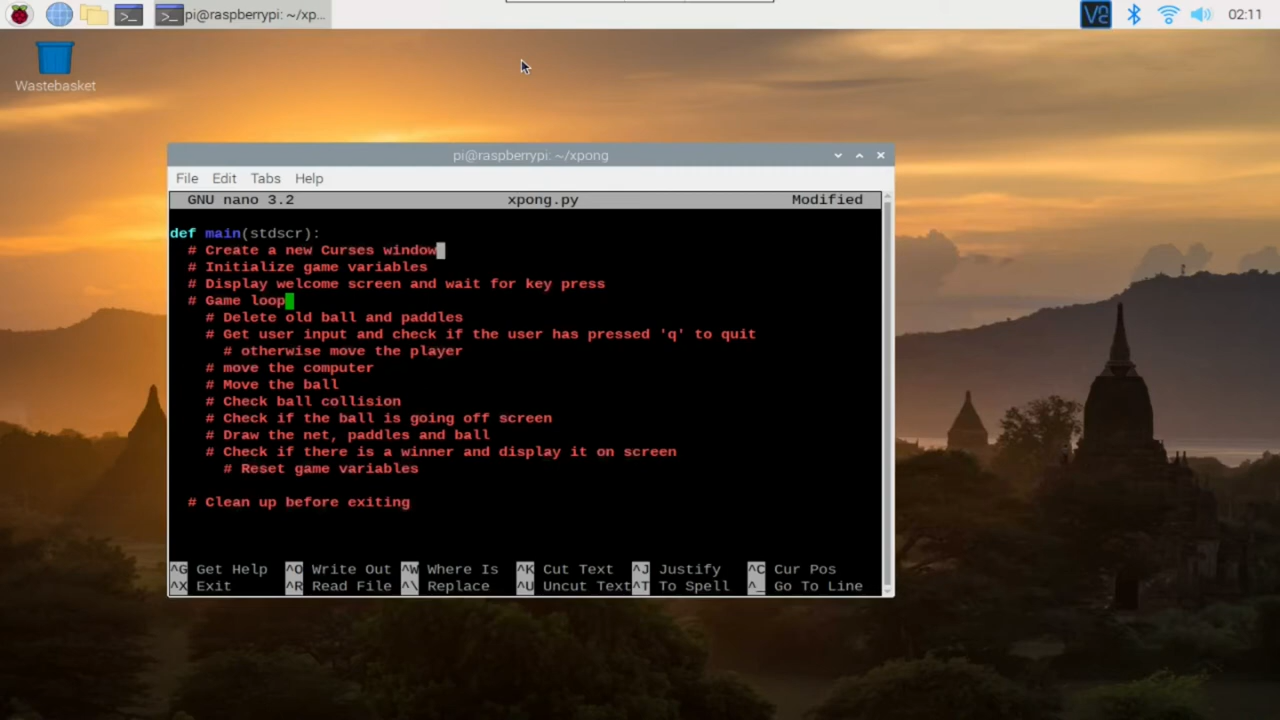 pi@raspberrypi: ~/xp...
02:11
Wastebasket
pi@raspberrypi: ~/xpong
File Edit Tabs Help
GNU nano 3.2 xpong.py Modified
def main(stdscr):
# Create a new Curses window
# Initialize game variables
# Display welcome screen and wait for key press
# Game loop
# Delete old ball and paddles
# Get user input and check if the user has pressed 'q' to quit
# otherwise move the player
# move the computer
# Move the ball
# Check ball collision
# Check if the ball is going off screen
# Draw the net, paddles and ball
# Check if there is a winner and display it on screen
# Reset game variables
# Clean up before exiting
^G Get Help ^O Write Out ^W Where Is ^K Cut Text ^J Justify ^C Cur Pos
^X Exit ^R Read File ^\ Replace ^U Uncut Text ^T To Spell ^_ Go To Line